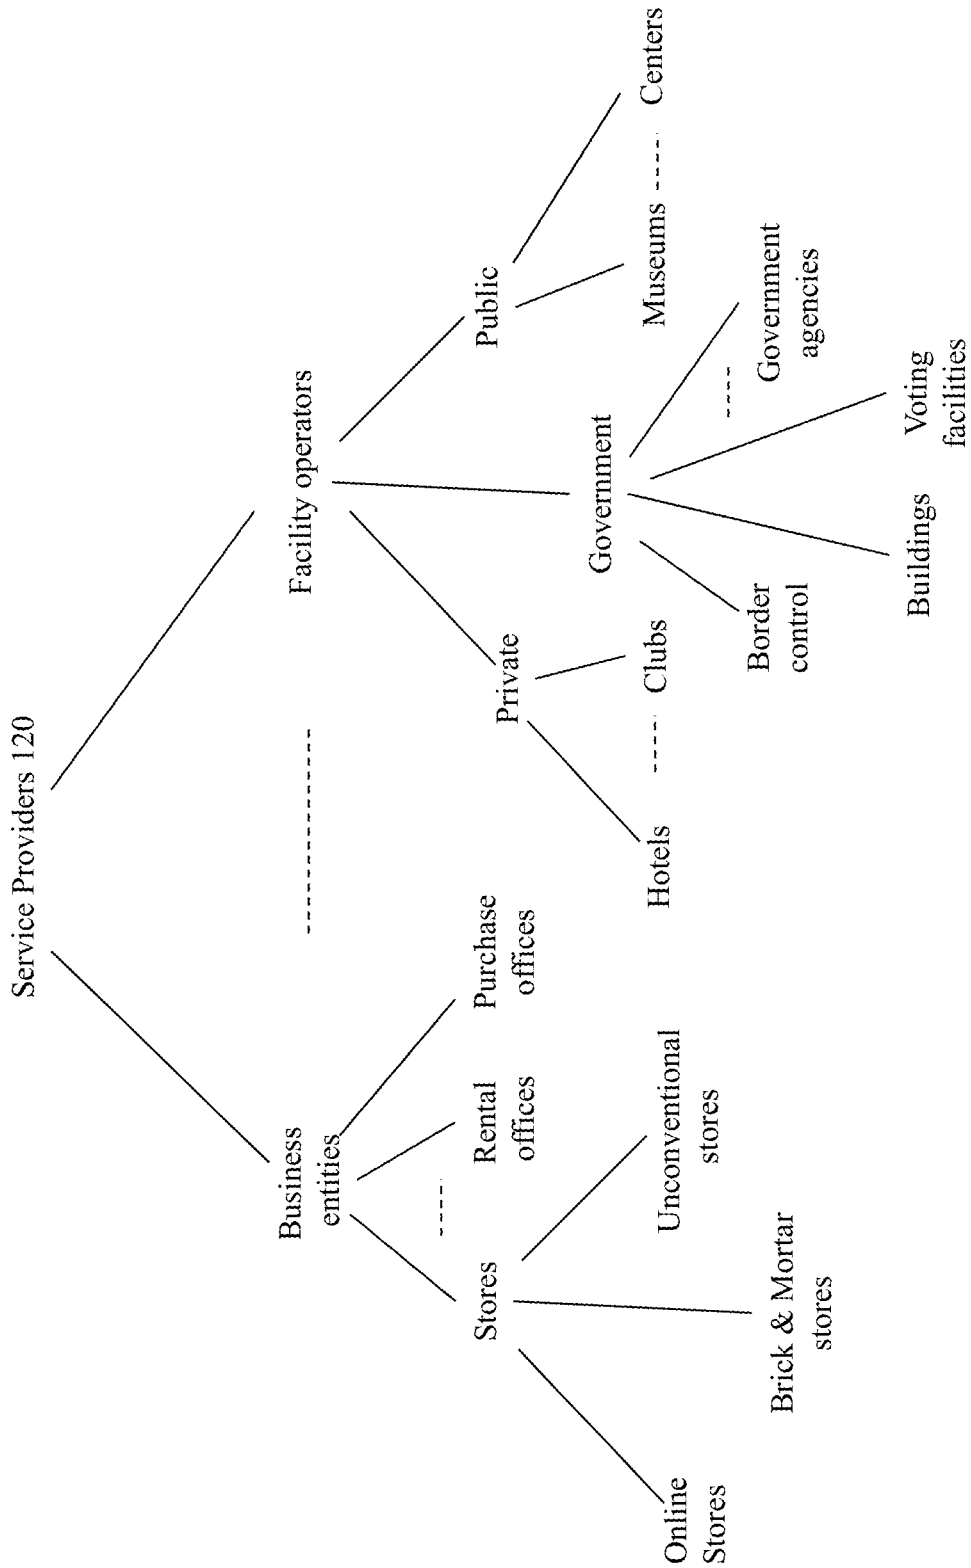 Service Providers 120
Business
entities
Facility operators
Stores
Rental
offices
Purchase
offices
Private
Public
Government
Online
Stores
Unconventional
stores
Hotels
Clubs
Museums
Centers
Brick & Mortar
stores
Border
control
Government
agencies
Buildings
Voting
facilities